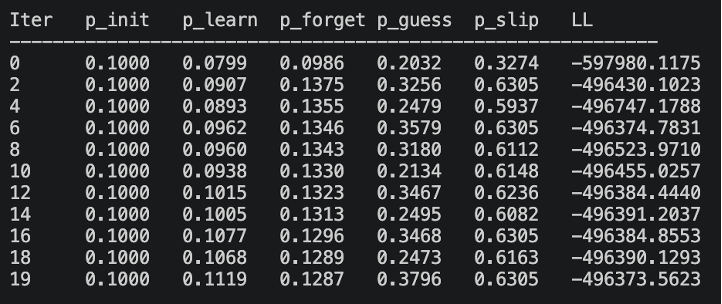 Iter p_init p_learn p_forget p_guess p_slip LL
------------------------------------------------------------
0 0.1000 0.0799 0.0986 0.2032 0.3274 -597980.1175
2 0.1000 0.0907 0.1375 0.3256 0.6305 -496430.1023
4 0.1000 0.0893 0.1355 0.2479 0.5937 -496747.1788
6 0.1000 0.0962 0.1346 0.3579 0.6305 -496374.7831
8 0.1000 0.0960 0.1343 0.3180 0.6112 -496523.9710
10 0.1000 0.0938 0.1330 0.2134 0.6148 -496455.0257
12 0.1000 0.1015 0.1323 0.3467 0.6236 -496384.4440
14 0.1000 0.1005 0.1313 0.2495 0.6082 -496391.2037
16 0.1000 0.1077 0.1296 0.3468 0.6305 -496384.8553
18 0.1000 0.1068 0.1289 0.2473 0.6163 -496390.1293
19 0.1000 0.1119 0.1287 0.3796 0.6305 -496373.5623